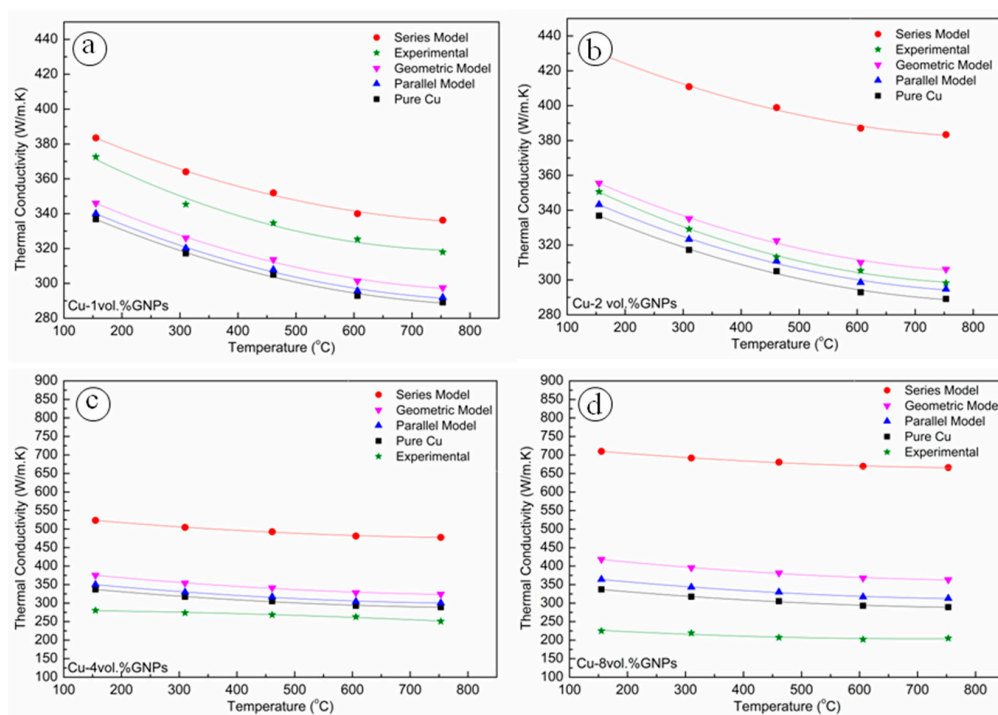 a
440
420
400
380
360
340
320
300
280
Thermal Conductivity (W/m.K)
Series Model
Experimental
Geometric Model
Parallel Model
Pure Cu
Cu-1vol.%GNPs
100 200 300 400 500 600 700 800
Temperature (°C)
b
440
420
400
380
360
340
320
300
280
Thermal Conductivity (W/m.K)
Series Model
Experimental
Geometric Model
Parallel Model
Pure Cu
Cu-2 vol.%GNPs
100 200 300 400 500 600 700 800
Temperature (°C)
c
900
850
800
750
700
650
600
550
500
450
400
350
300
250
200
150
100
Thermal Conductivity (W/m.K)
Series Model
Geometric Model
Parallel Model
Pure Cu
Experimental
Cu-4vol.%GNPs
100 200 300 400 500 600 700 800
Temperature (°C)
d
900
850
800
750
700
650
600
550
500
450
400
350
300
250
200
150
100
Thermal Conductivity (W/m.K)
Series Model
Geometric Model
Parallel Model
Pure Cu
Experimental
Cu-8vol.%GNPs
100 200 300 400 500 600 700 800
Temperature (°C)